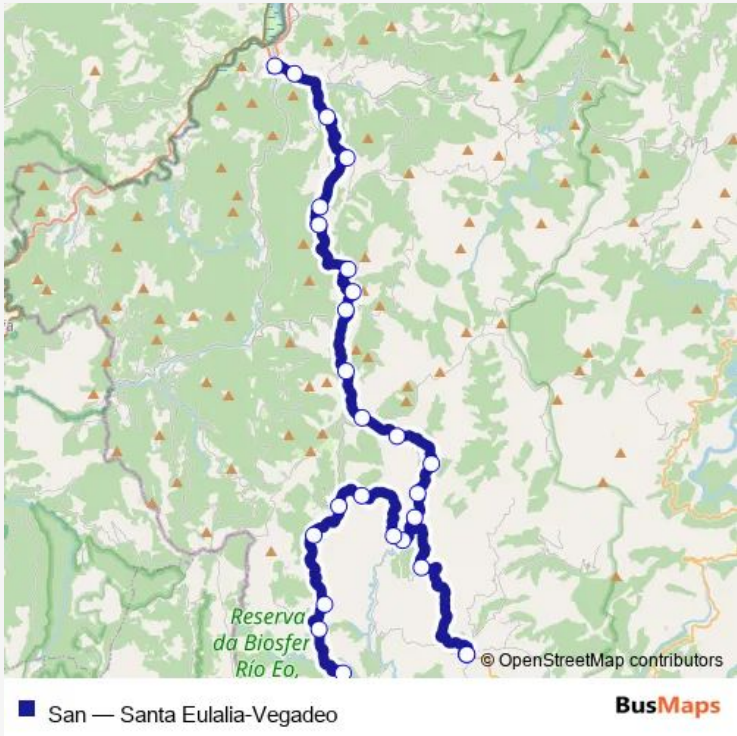 Reserva
da Biosfer
Río Eo,
© OpenStreetMap contributors
San — Santa Eulalia-Vegadeo
BusMaps